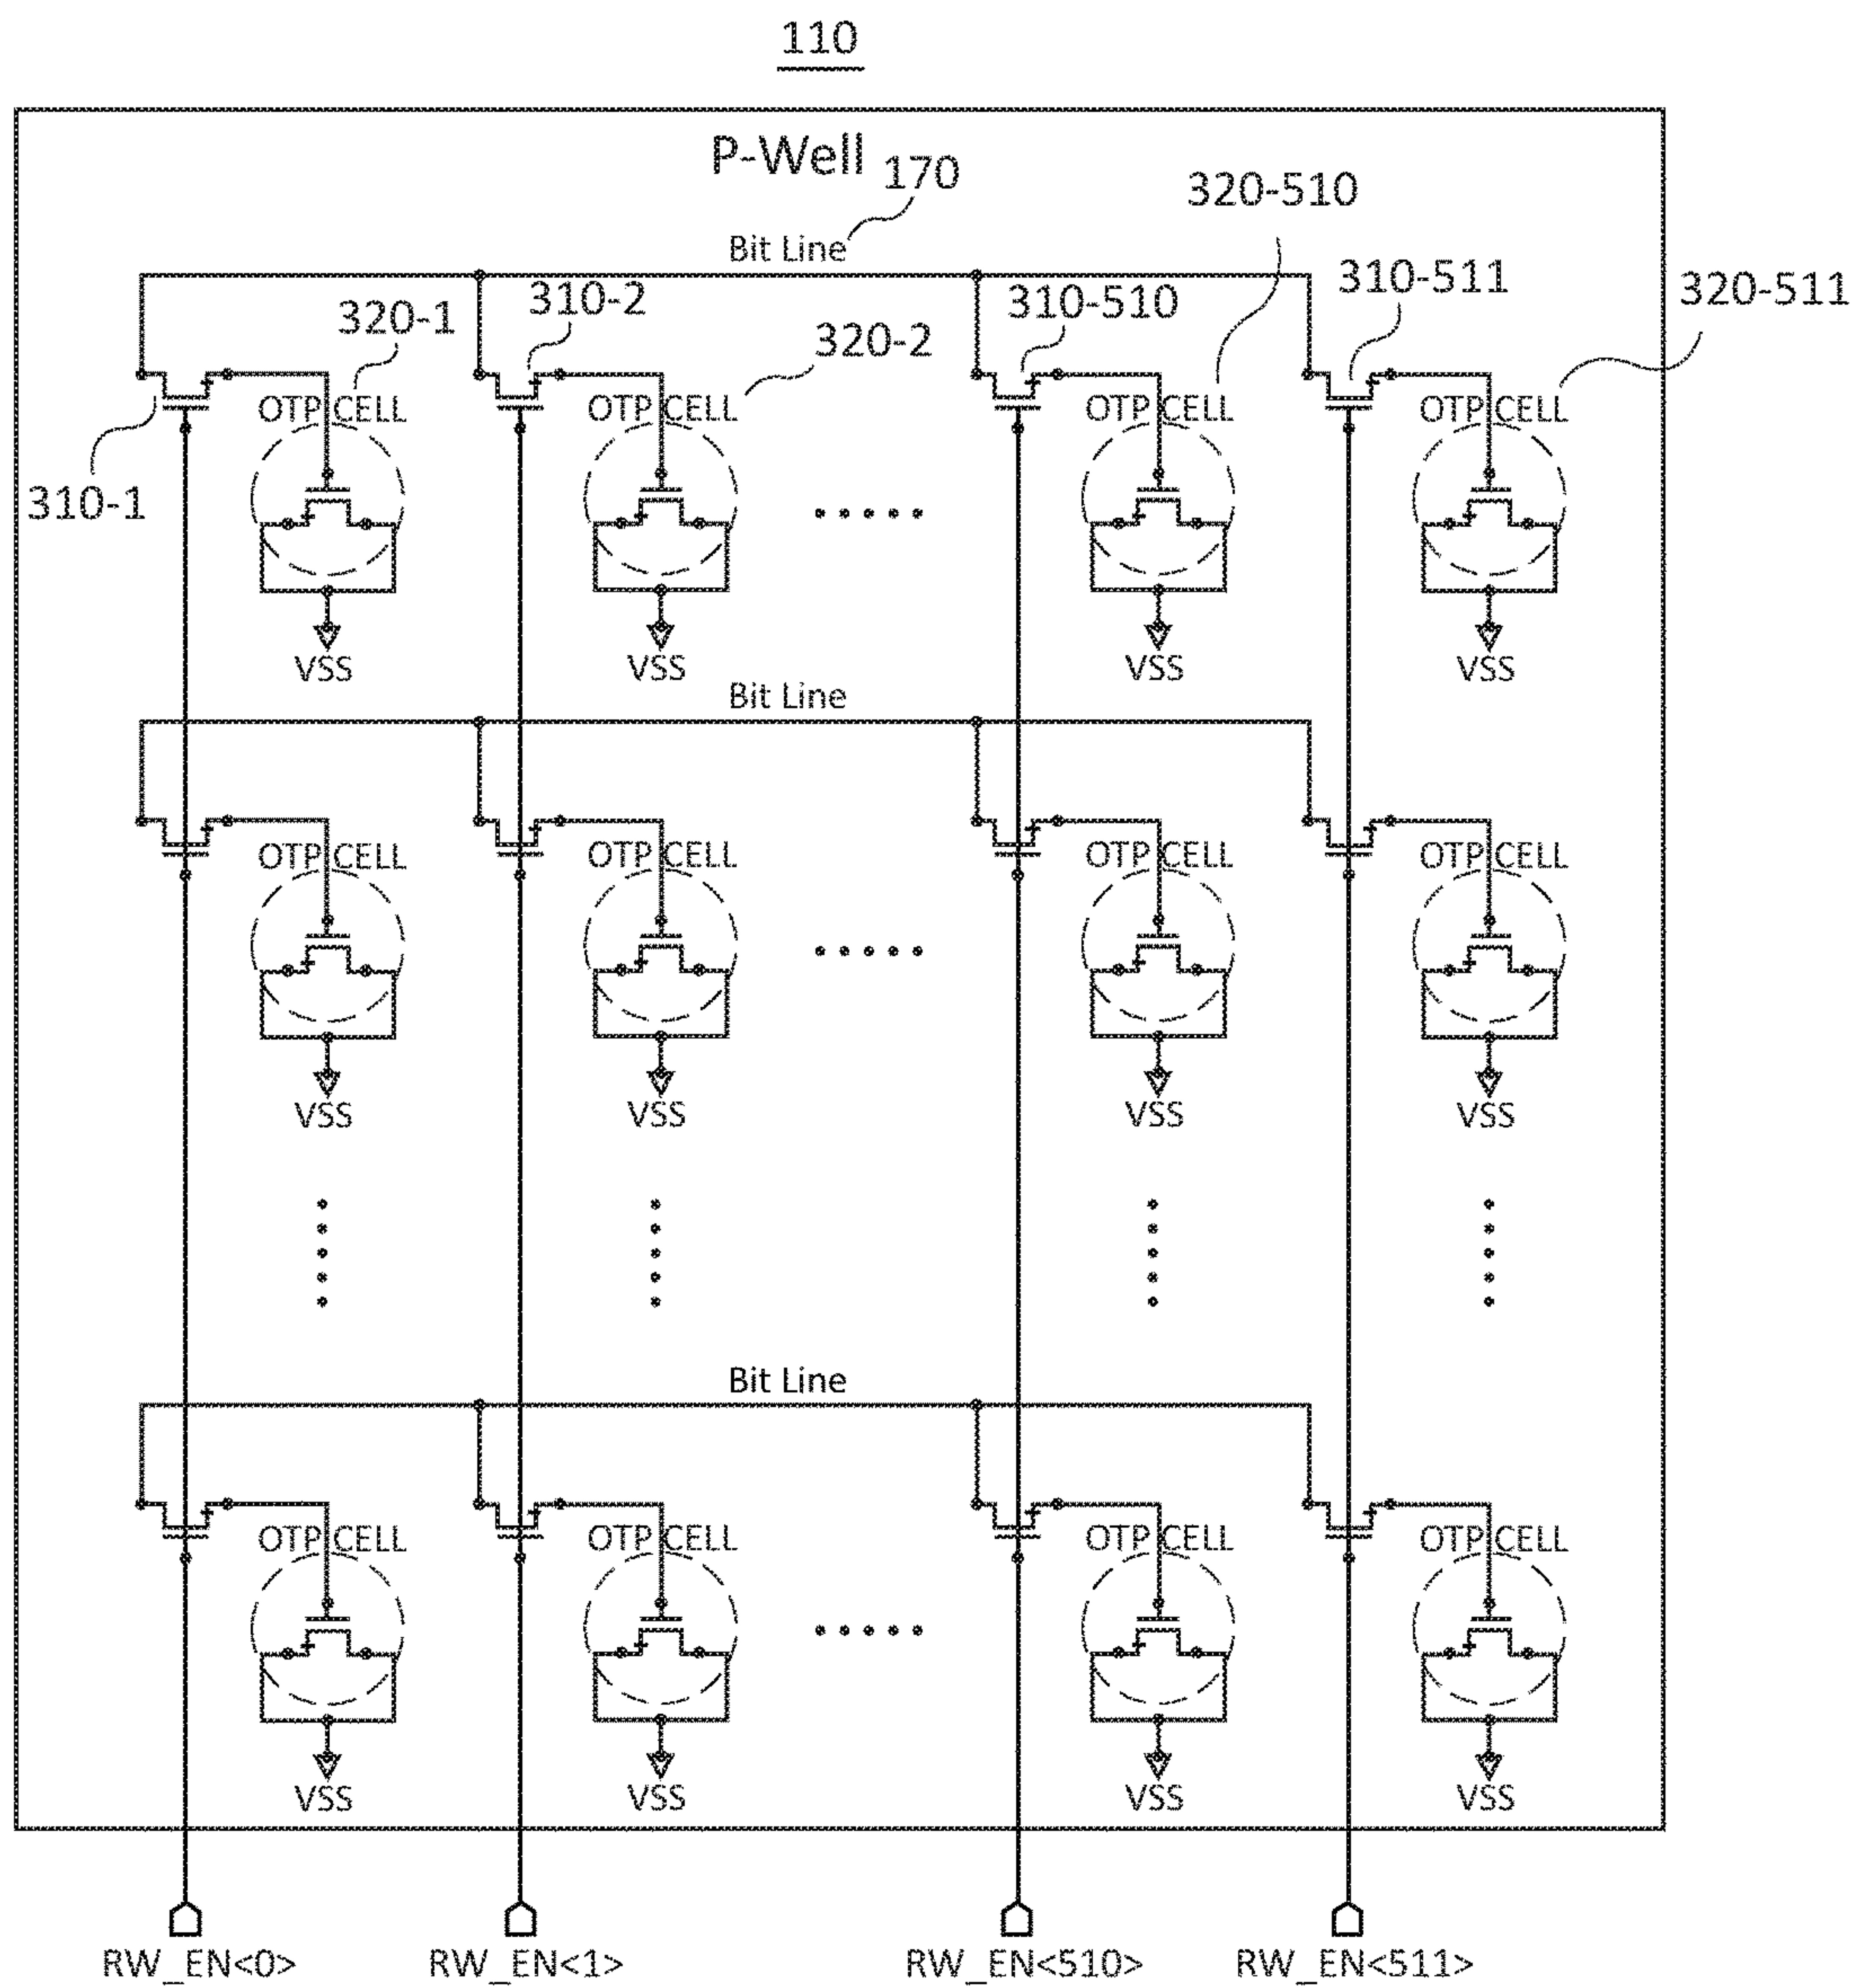 110
P-Well
170
320-510
Bit Line
310-511
320-511
320-1
310-2
310-510
320-2
OTP CELL OTP CELL OTP CELL OTP CELL
310-1
VSS VSS VSS VSS
Bit Line
OTP CELL OTP CELL OTP CELL OTP CELL
VSS VSS VSS VSS
Bit Line
OTP CELL OTP CELL OTP CELL OTP CELL
VSS VSS VSS VSS
RW_EN<0> RW_EN<1> RW_EN<510> RW_EN<511>